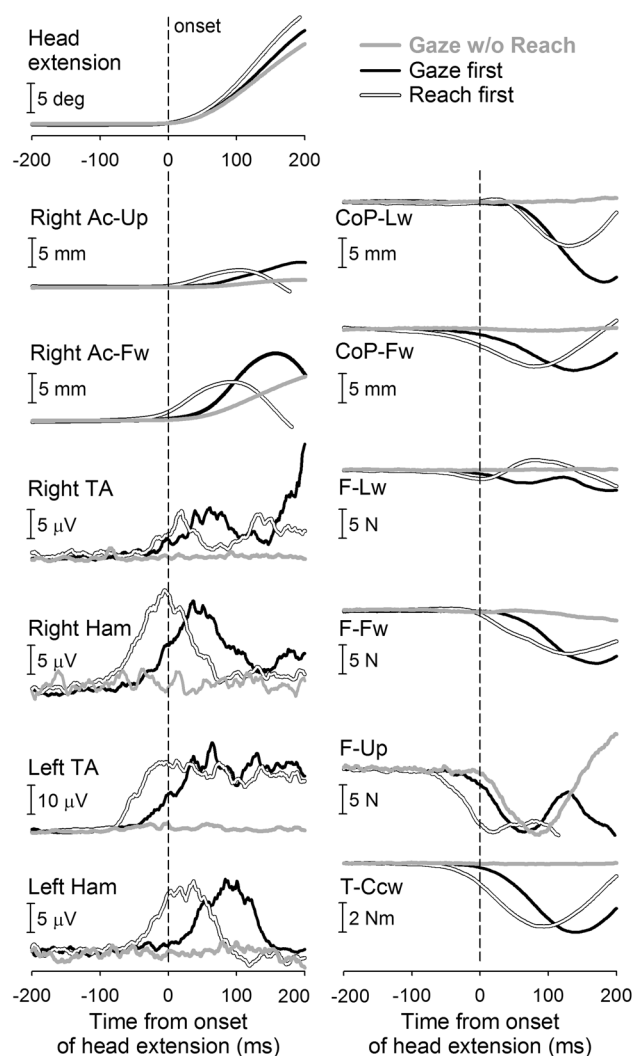 Head
extension
onset
5 deg
-200 -100 0 100 200
Gaze w/o Reach
Gaze first
Reach first
Right Ac-Up
5 mm
Right Ac-Fw
5 mm
Right TA
5 µV
Right Ham
5 µV
Left TA
10 µV
Left Ham
5 µV
-200 -100 0 100 200
Time from onset
of head extension (ms)
CoP-Lw
5 mm
CoP-Fw
5 mm
F-Lw
5 N
F-Fw
5 N
F-Up
5 N
T-Ccw
2 Nm
-200 -100 0 100 200
Time from onset
of head extension (ms)